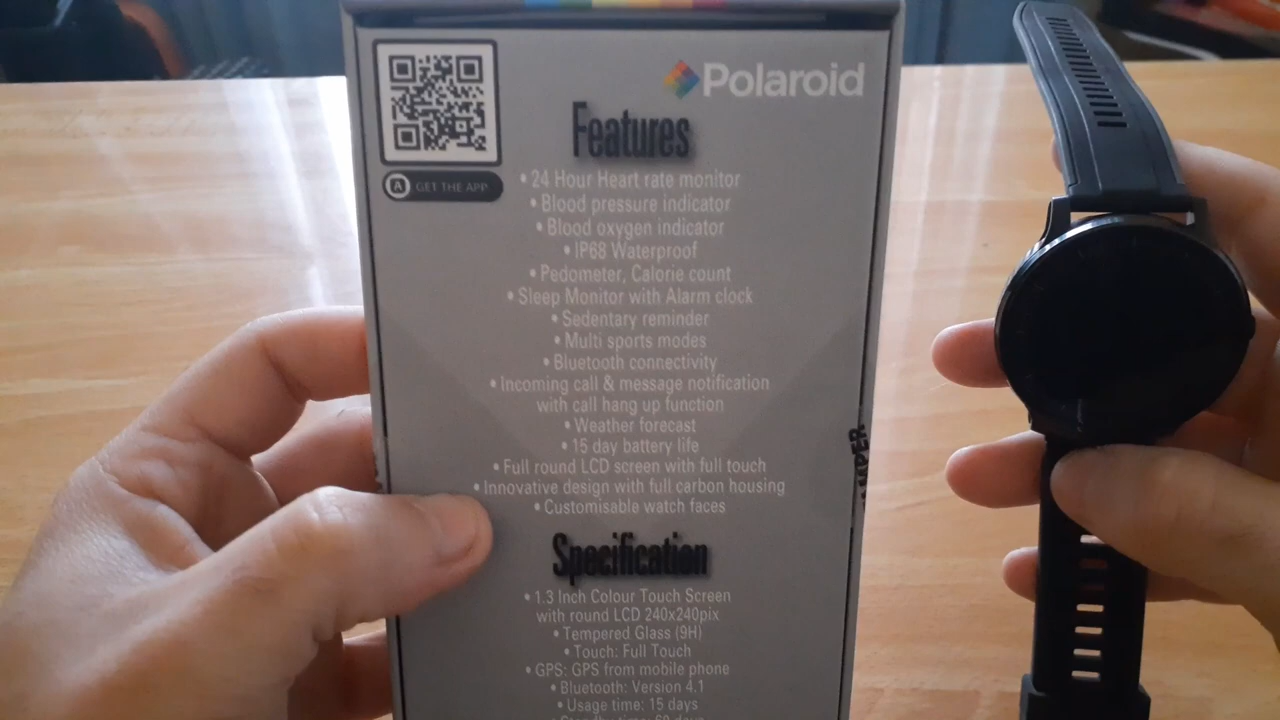 Polaroid
GET THE APP
Features
• 24 Hour Heart rate monitor
• Blood pressure indicator
• Blood oxygen indicator
• IP68 Waterproof
• Pedometer, Calorie count
• Sleep Monitor with Alarm clock
• Sedentary reminder
• Multi sports modes
• Bluetooth connectivity
• Incoming call & message notification
with call hang up function
• Weather forecast
• 15 day battery life
• Full round LCD screen with full touch
• Innovative design with full carbon housing
• Customisable watch faces
Specification
• 1.3 Inch Colour Touch Screen
with round LCD 240x240pix
• Tempered Glass (9H)
• Touch: Full Touch
• GPS: GPS from mobile phone
• Bluetooth: Version 4.1
• Usage time: 15 days